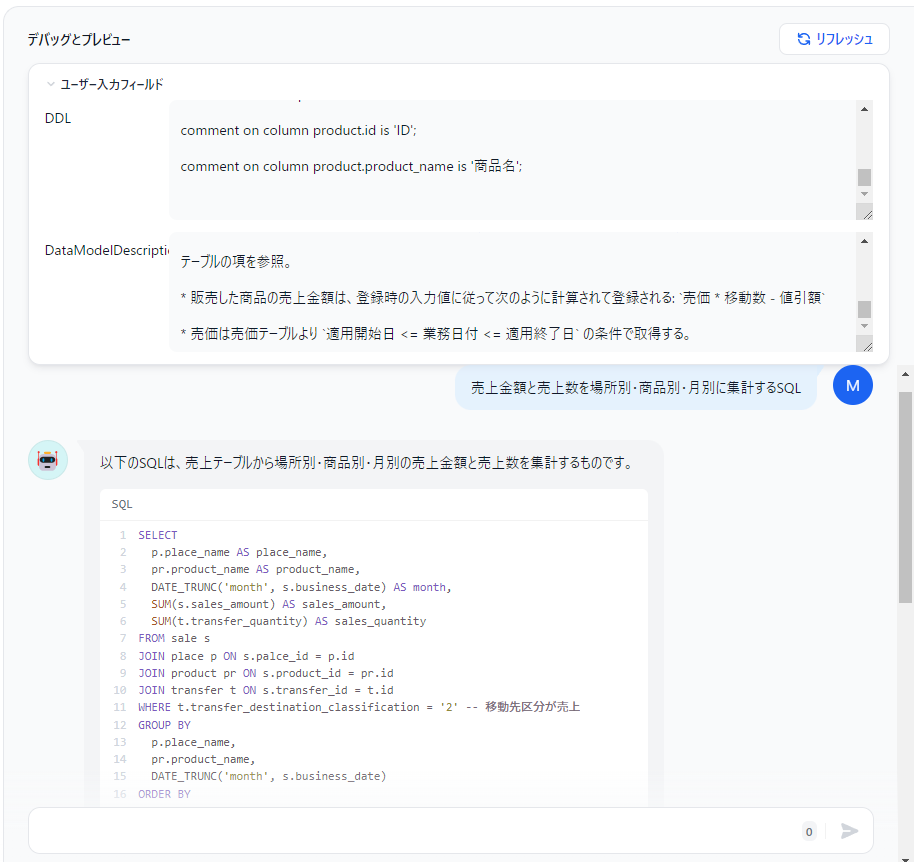 デバッグとプレビュー
リフレッシュ
ユーザー入力フィールド
DDL
comment on column product.id is 'ID';
comment on column product.product_name is '商品名';
DataModelDescriptio
テーブルの項を参照。
* 販売した商品の売上金額は、登録時の入力値に従って次のように計算されて登録される: `売価 * 移動数 - 値引額`
* 売価は売価テーブルより `適用開始日 <= 業務日付 <= 適用終了日` の条件で取得する。
売上金額と売上数を場所別・商品別・月別に集計するSQL
M
以下のSQLは、売上テーブルから場所別・商品別・月別の売上金額と売上数を集計するものです。
SQL
1 SELECT
2 p.place_name AS place_name,
3 pr.product_name AS product_name,
4 DATE_TRUNC('month', s.business_date) AS month,
5 SUM(s.sales_amount) AS sales_amount,
6 SUM(t.transfer_quantity) AS sales_quantity
7 FROM sale s
8 JOIN place p ON s.palce_id = p.id
9 JOIN product pr ON s.product_id = pr.id
10 JOIN transfer t ON s.transfer_id = t.id
11 WHERE t.transfer_destination_classification = '2' -- 移動先区分が売上
12 GROUP BY
13 p.place_name,
14 pr.product_name,
15 DATE_TRUNC('month', s.business_date)
16 ORDER BY
0